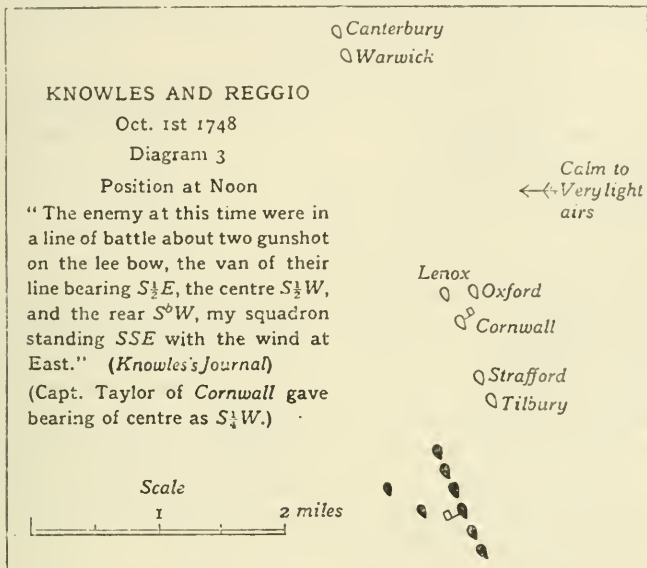 Canterbury
Warwick
KNOWLES AND REGGIO
Oct. 1st 1748
Diagram 3
Position at Noon
"The enemy at this time were in
a line of battle about two gunshot
on the lee bow, the van of their
line bearing S½E, the centre S½W,
and the rear SᵇW, my squadron
standing SSE with the wind at
East." (Knowles's Journal)
(Capt. Taylor of Cornwall gave
bearing of centre as S¼W.)
Calm to
Very light
airs
Lenox
Oxford
Cornwall
Strafford
Tilbury
Scale
1 2 miles